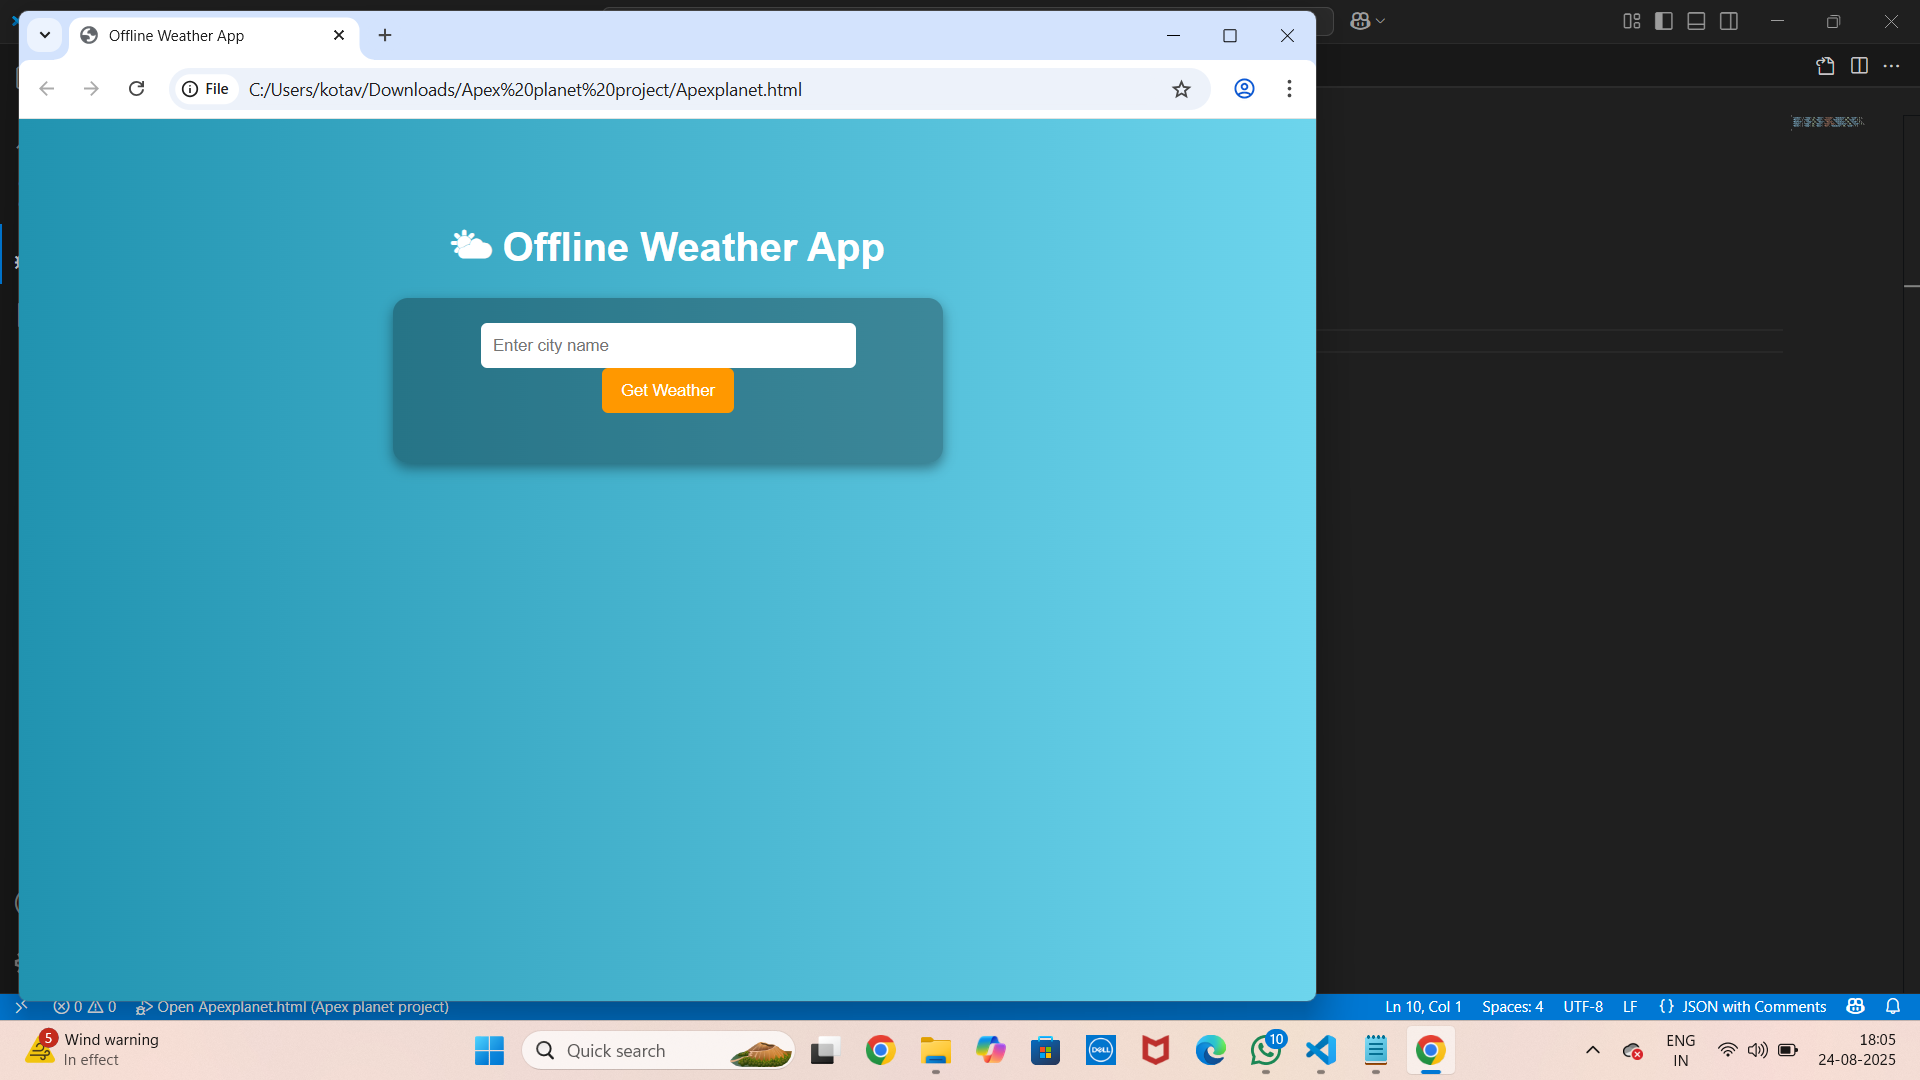 Offline Weather App
File C:/Users/kotav/Downloads/Apex%20planet%20project/Apexplanet.html
Offline Weather App
Enter city name
Get Weather
0 0 Open Apexplanet.html (Apex planet project) Ln 10, Col 1 Spaces: 4 UTF-8 LF {} JSON with Comments
5 Wind warning
In effect
Quick search
DELL
10
ENG
IN
18:05
24-08-2025